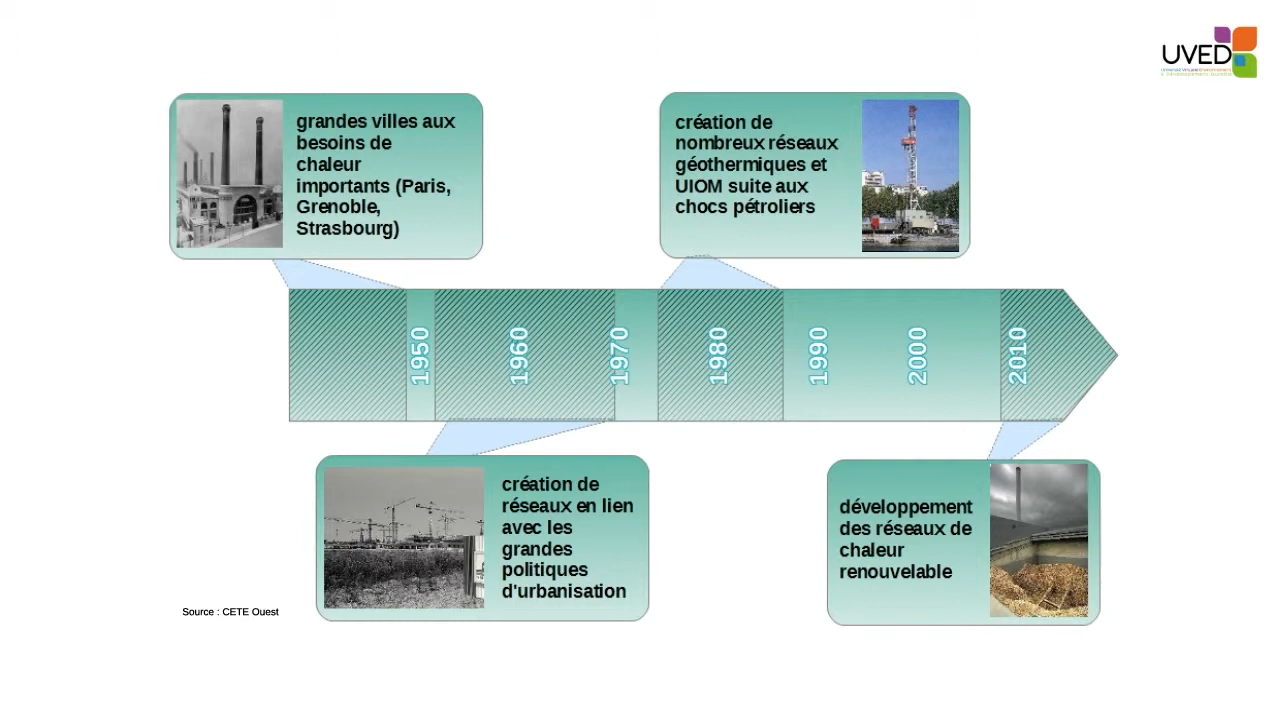 UVED
grandes villes aux
besoins de
chaleur
importants (Paris,
Grenoble,
Strasbourg)
création de
nombreux réseaux
géothermiques et
UIOM suite aux
chocs pétroliers
1950
1960
1970
1980
1990
2000
2010
création de
réseaux en lien
avec les
grandes
politiques
d'urbanisation
développement
des réseaux de
chaleur
renouvelable
Source : CETE Ouest